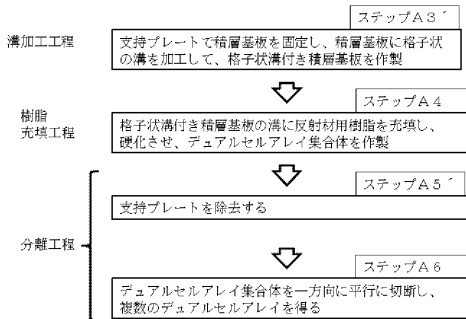 ステップA3´
溝加工工程
支持プレートで積層基板を固定し、積層基板に格子状
の溝を加工して、格子状溝付き積層基板を作製
ステップA4
樹脂
充填工程
格子状溝付き積層基板の溝に反射材用樹脂を充填し、
硬化させ、デュアルセルアレイ集合体を作製
ステップA5´
支持プレートを除去する
分離工程
ステップA6
デュアルセルアレイ集合体を一方向に平行に切断し、
複数のデュアルセルアレイを得る